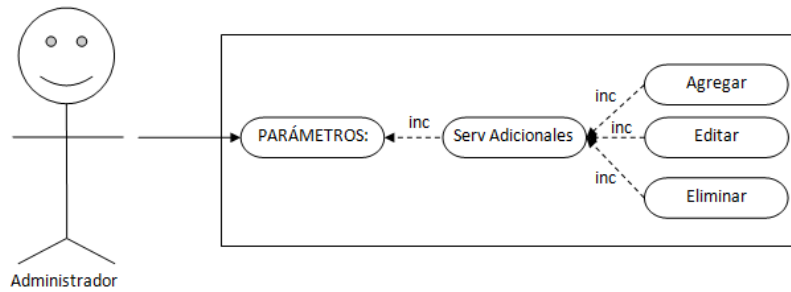 Agregar
inc
PARÁMETROS:
inc
Serv Adicionales
inc
Editar
inc
Eliminar
Administrador